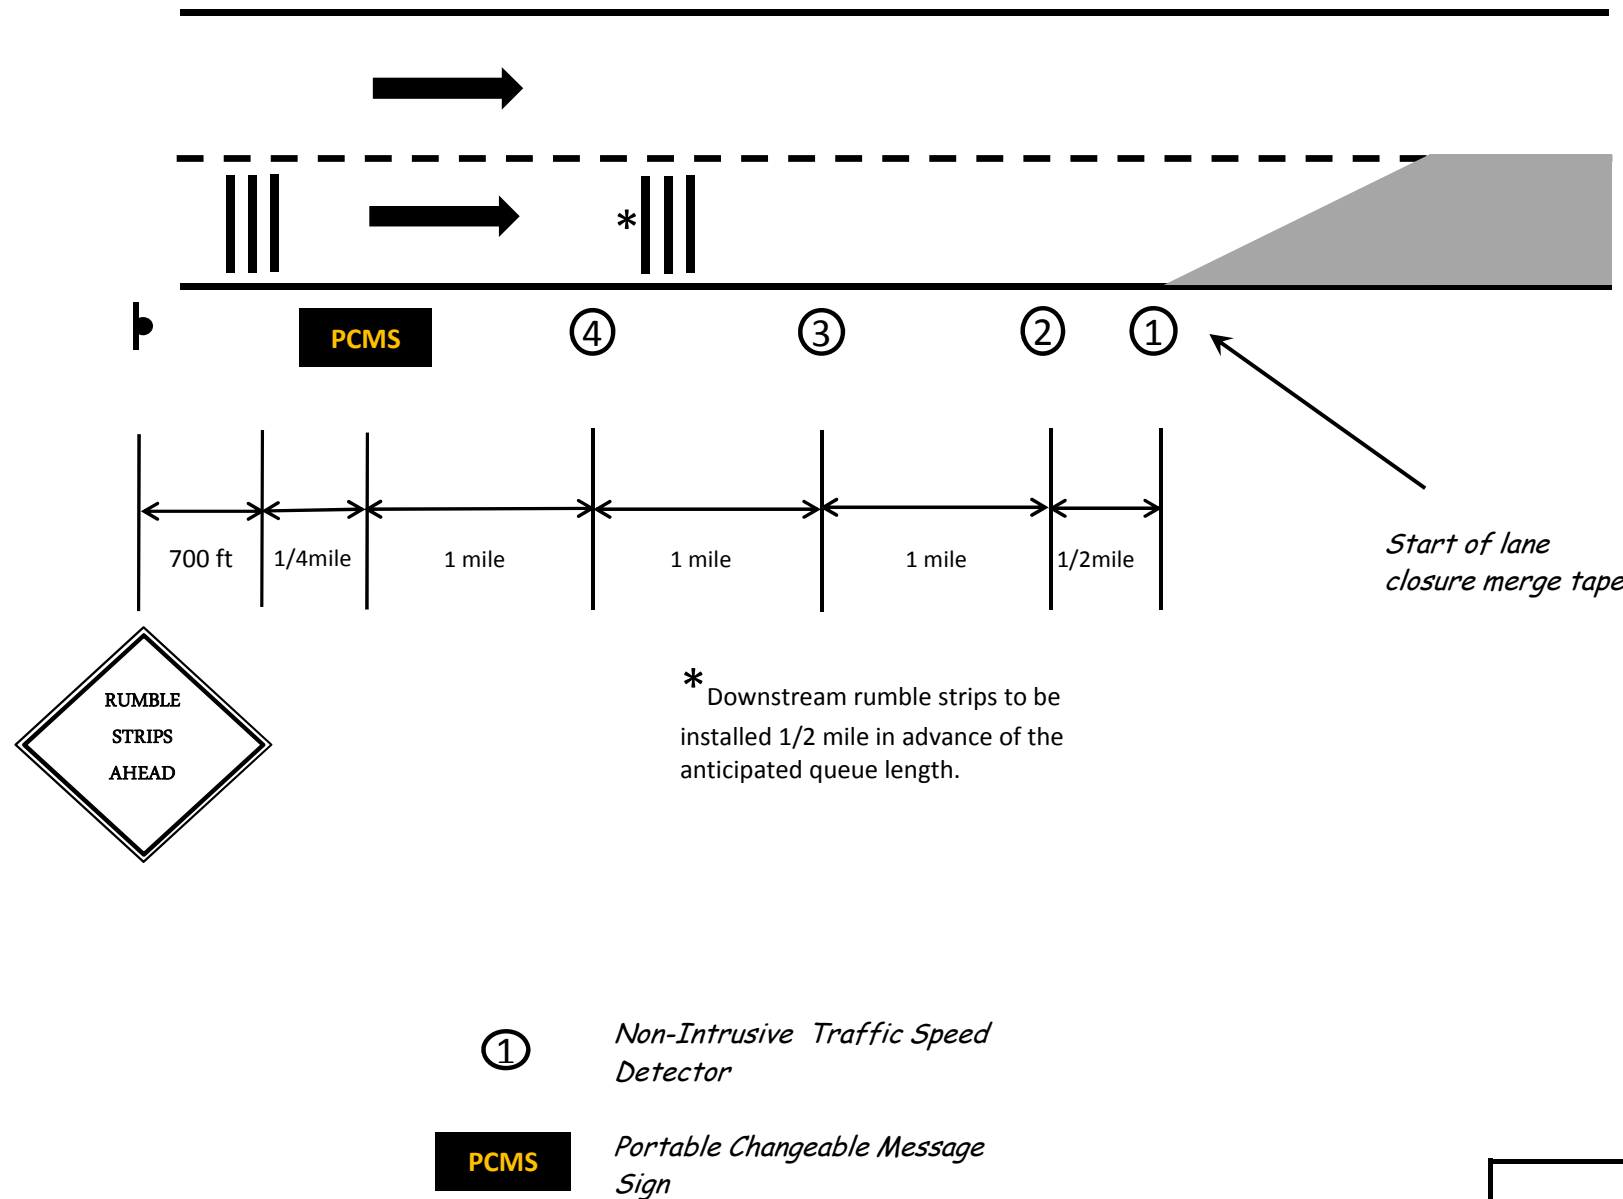 *
PCMS
4
3
2
1
700 ft
1/4mile
1 mile
1 mile
1 mile
1/2mile
Start of lane
closure merge tape
RUMBLE
STRIPS
AHEAD
*Downstream rumble strips to be
installed 1/2 mile in advance of the
anticipated queue length.
1
Non-Intrusive Traffic Speed
Detector
PCMS
Portable Changeable Message
Sign